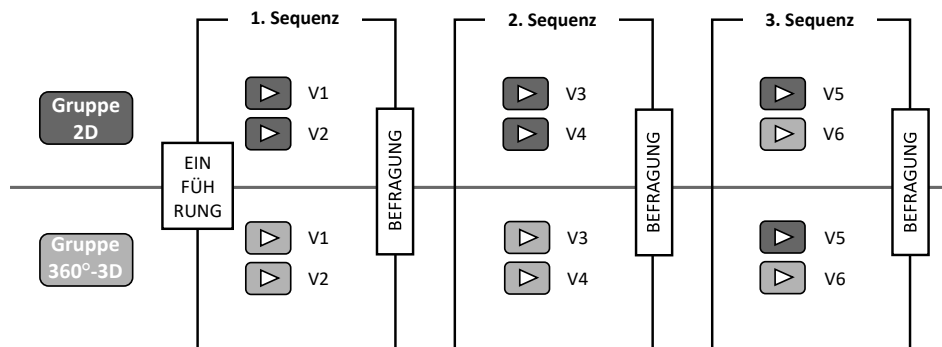 1. Sequenz
2. Sequenz
3. Sequenz
Gruppe
2D
V1
V2
V3
V4
V5
V6
EIN
FÜH
RUNG
BEFRAGUNG
BEFRAGUNG
BEFRAGUNG
Gruppe
360°-3D
V1
V2
V3
V4
V5
V6